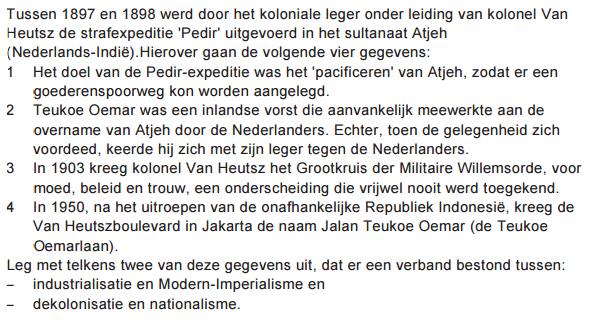 Tussen 1897 en 1898 werd door het koloniale leger onder leiding van kolonel Van
Heutsz de strafexpeditie 'Pedir' uitgevoerd in het sultanaat Atjeh
(Nederlands-Indië).Hierover gaan de volgende vier gegevens:
1 Het doel van de Pedir-expeditie was het 'pacificeren' van Atjeh, zodat er een
goederenspoorweg kon worden aangelegd.
2 Teukoe Oemar was een inlandse vorst die aanvankelijk meewerkte aan de
overname van Atjeh door de Nederlanders. Echter, toen de gelegenheid zich
voordeed, keerde hij zich met zijn leger tegen de Nederlanders.
3 In 1903 kreeg kolonel Van Heutsz het Grootkruis der Militaire Willemsorde, voor
moed, beleid en trouw, een onderscheiding die vrijwel nooit werd toegekend.
4 In 1950, na het uitroepen van de onafhankelijke Republiek Indonesië, kreeg de
Van Heutszboulevard in Jakarta de naam Jalan Teukoe Oemar (de Teukoe
Oemarlaan).
Leg met telkens twee van deze gegevens uit, dat er een verband bestond tussen:
– industrialisatie en Modern-Imperialisme en
– dekolonisatie en nationalisme.